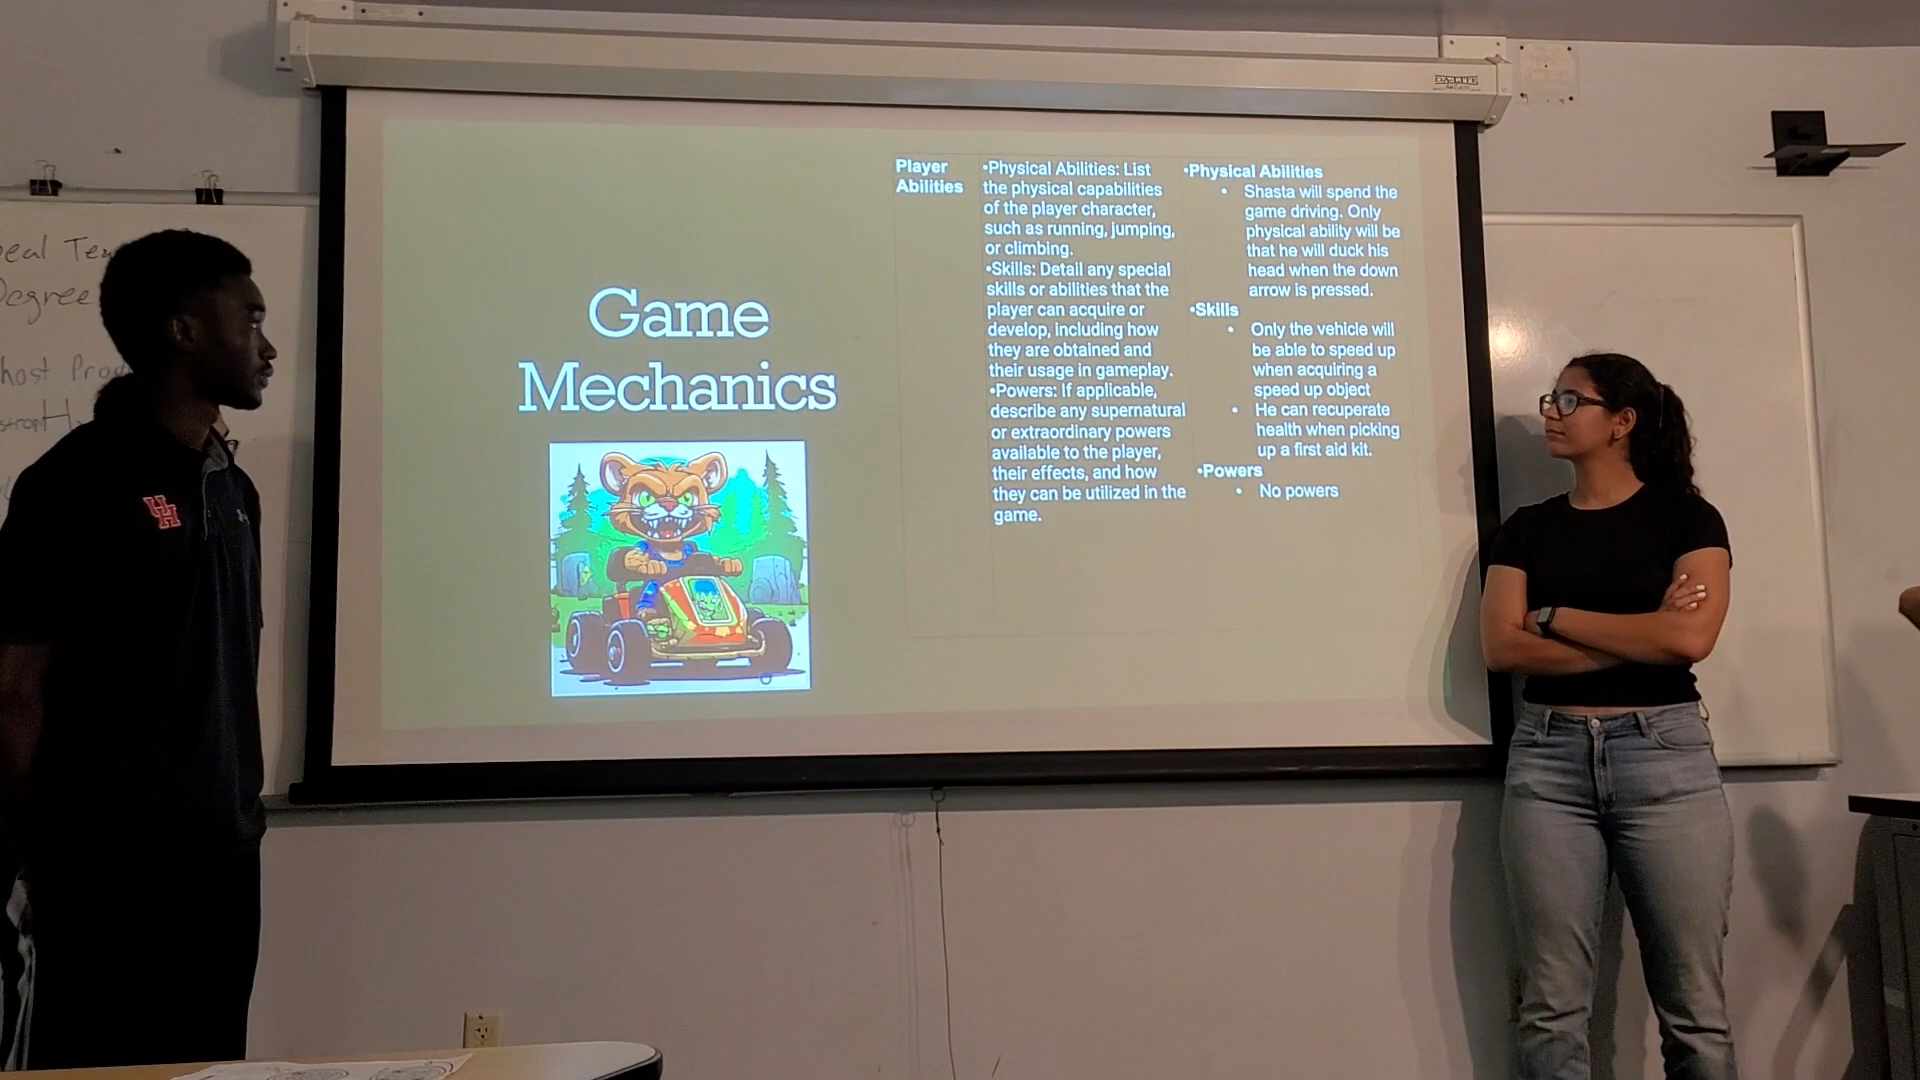 DA-LITE
Game
Mechanics
Player
Abilities
•Physical Abilities: List
the physical capabilities
of the player character,
such as running, jumping,
or climbing.
•Skills: Detail any special
skills or abilities that the
player can acquire or
develop, including how
they are obtained and
their usage in gameplay.
•Powers: If applicable,
describe any supernatural
or extraordinary powers
available to the player,
their effects, and how
they can be utilized in the
game.
•Physical Abilities
• Shasta will spend the
game driving. Only
physical ability will be
that he will duck his
head when the down
arrow is pressed.
•Skills
• Only the vehicle will
be able to speed up
when acquiring a
speed up object
• He can recuperate
health when picking
up a first aid kit.
•Powers
• No powers
Degree
UH